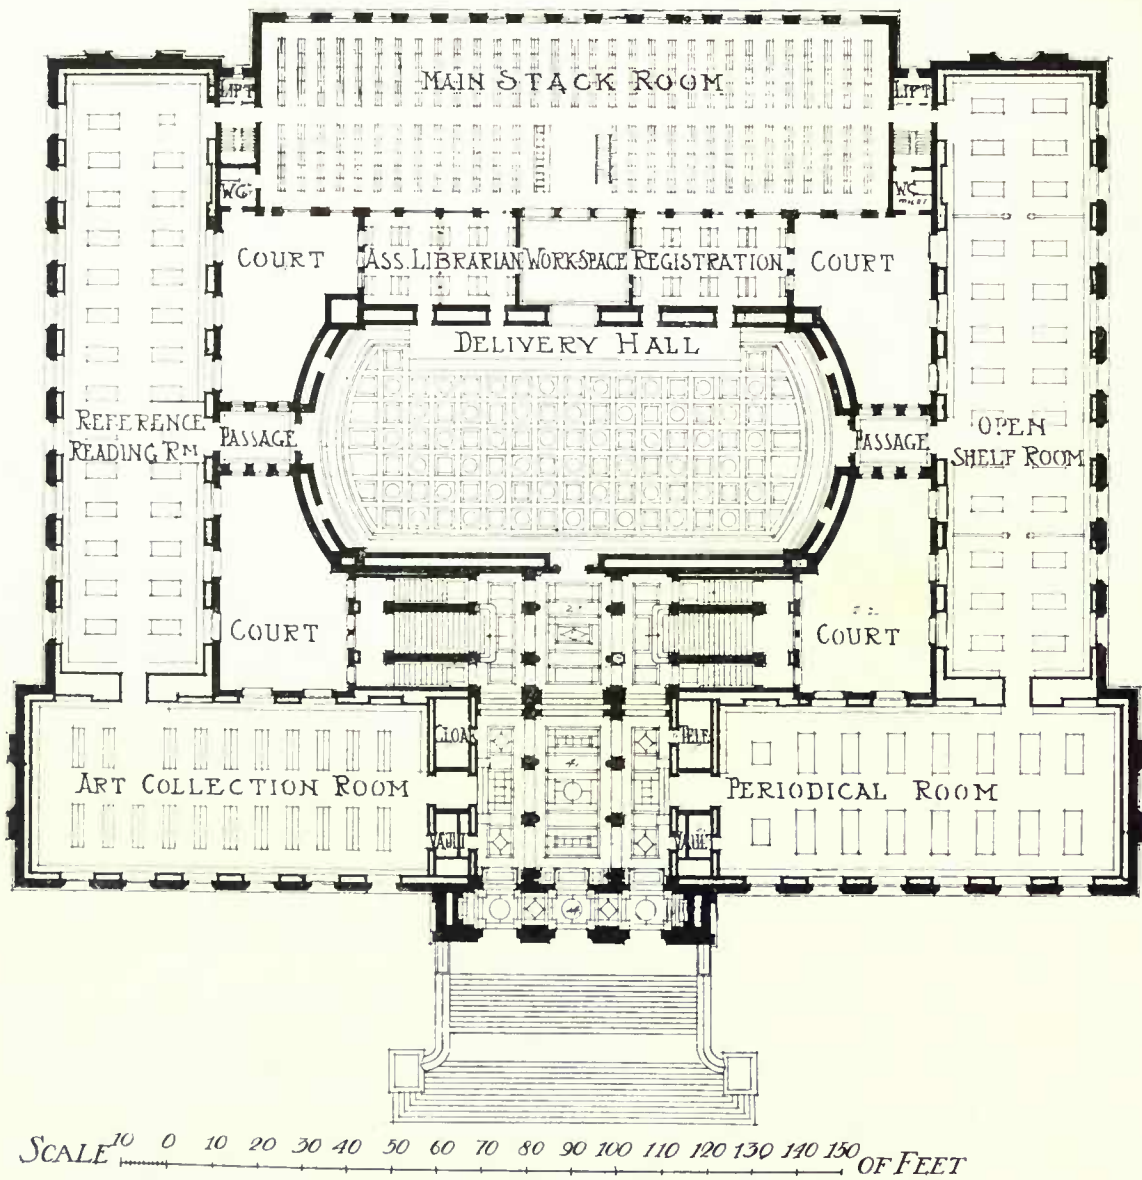 MAIN STACK ROOM
LIFT
LIFT
WC
WC
COURT
ASS. LIBRARIAN
WORK-SPACE
REGISTRATION
COURT
DELIVERY HALL
REFERENCE
READING RM
PASSAGE
PASSAGE
OPEN
SHELF ROOM
COURT
COURT
CLOAK
TELE
ART COLLECTION ROOM
PERIODICAL ROOM
VAULT
VAULT
SCALE 10 0 10 20 30 40 50 60 70 80 90 100 110 120 130 140 150 OF FEET